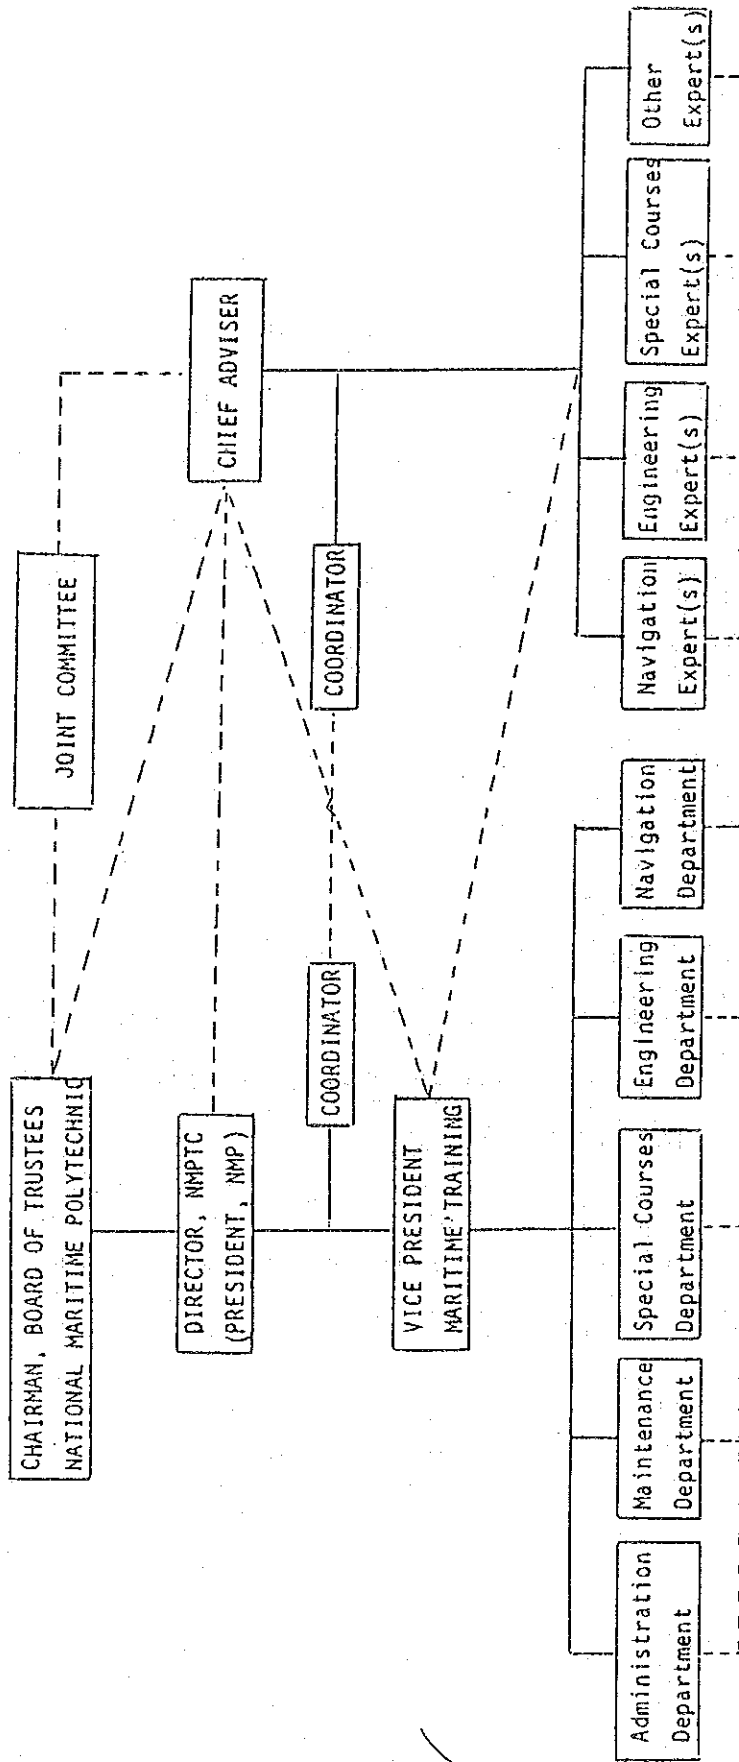 CHAIRMAN, BOARD OF TRUSTEES
NATIONAL MARITIME POLYTECHNIC
JOINT COMMITTEE
DIRECTOR, NMPTC
(PRESIDENT, NMP)
CHIEF ADVISER
COORDINATOR
COORDINATOR
VICE PRESIDENT
MARITIME TRAINING
Administration
Department
Maintenance
Department
Special Courses
Department
Engineering
Department
Navigation
Department
Navigation
Expert(s)
Engineering
Expert(s)
Special Courses
Expert(s)
Other
Expert(s)